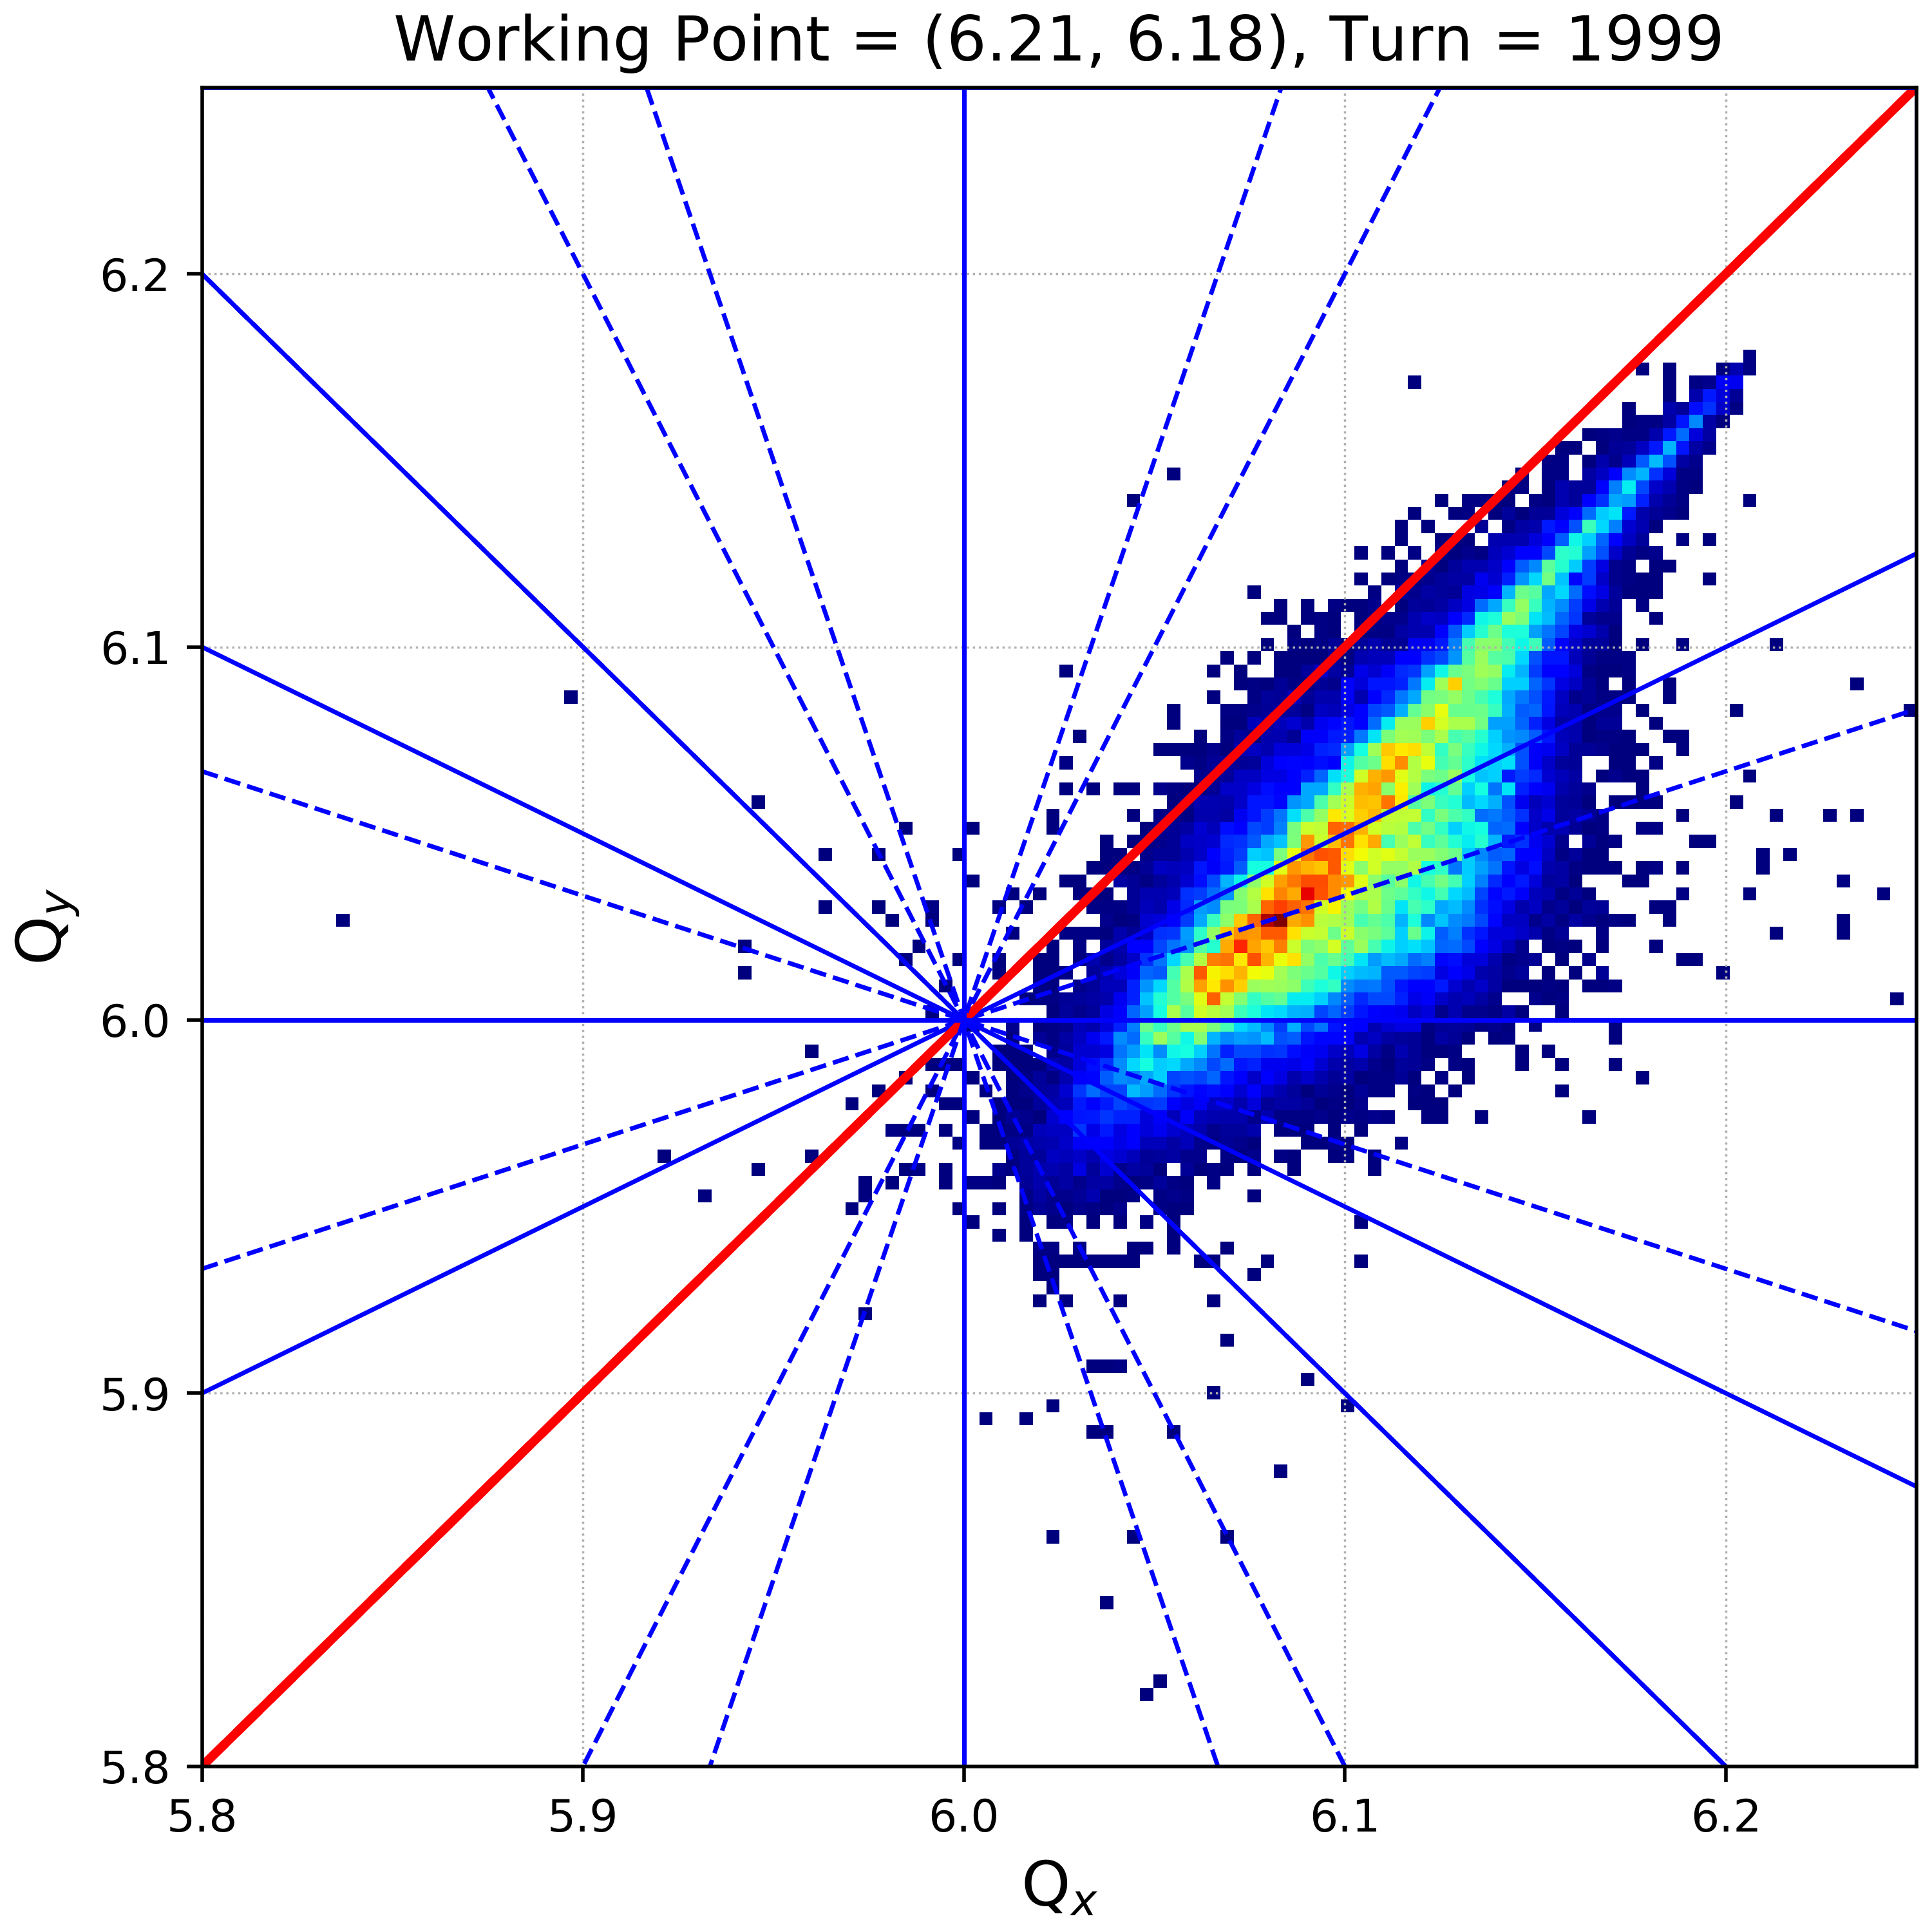 Working Point = (6.21, 6.18), Turn = 1999
6.2
6.1
6.0
5.9
5.8
Qy
5.8 5.9 6.0 6.1 6.2
Qx